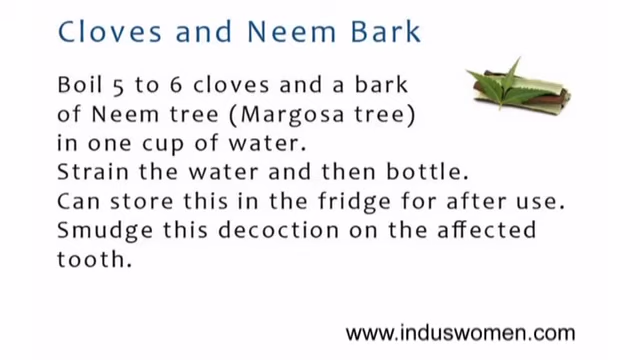 Cloves and Neem Bark
Boil 5 to 6 cloves and a bark
of Neem tree (Margosa tree)
in one cup of water.
Strain the water and then bottle.
Can store this in the fridge for after use.
Smudge this decoction on the affected
tooth.
www.induswomen.com